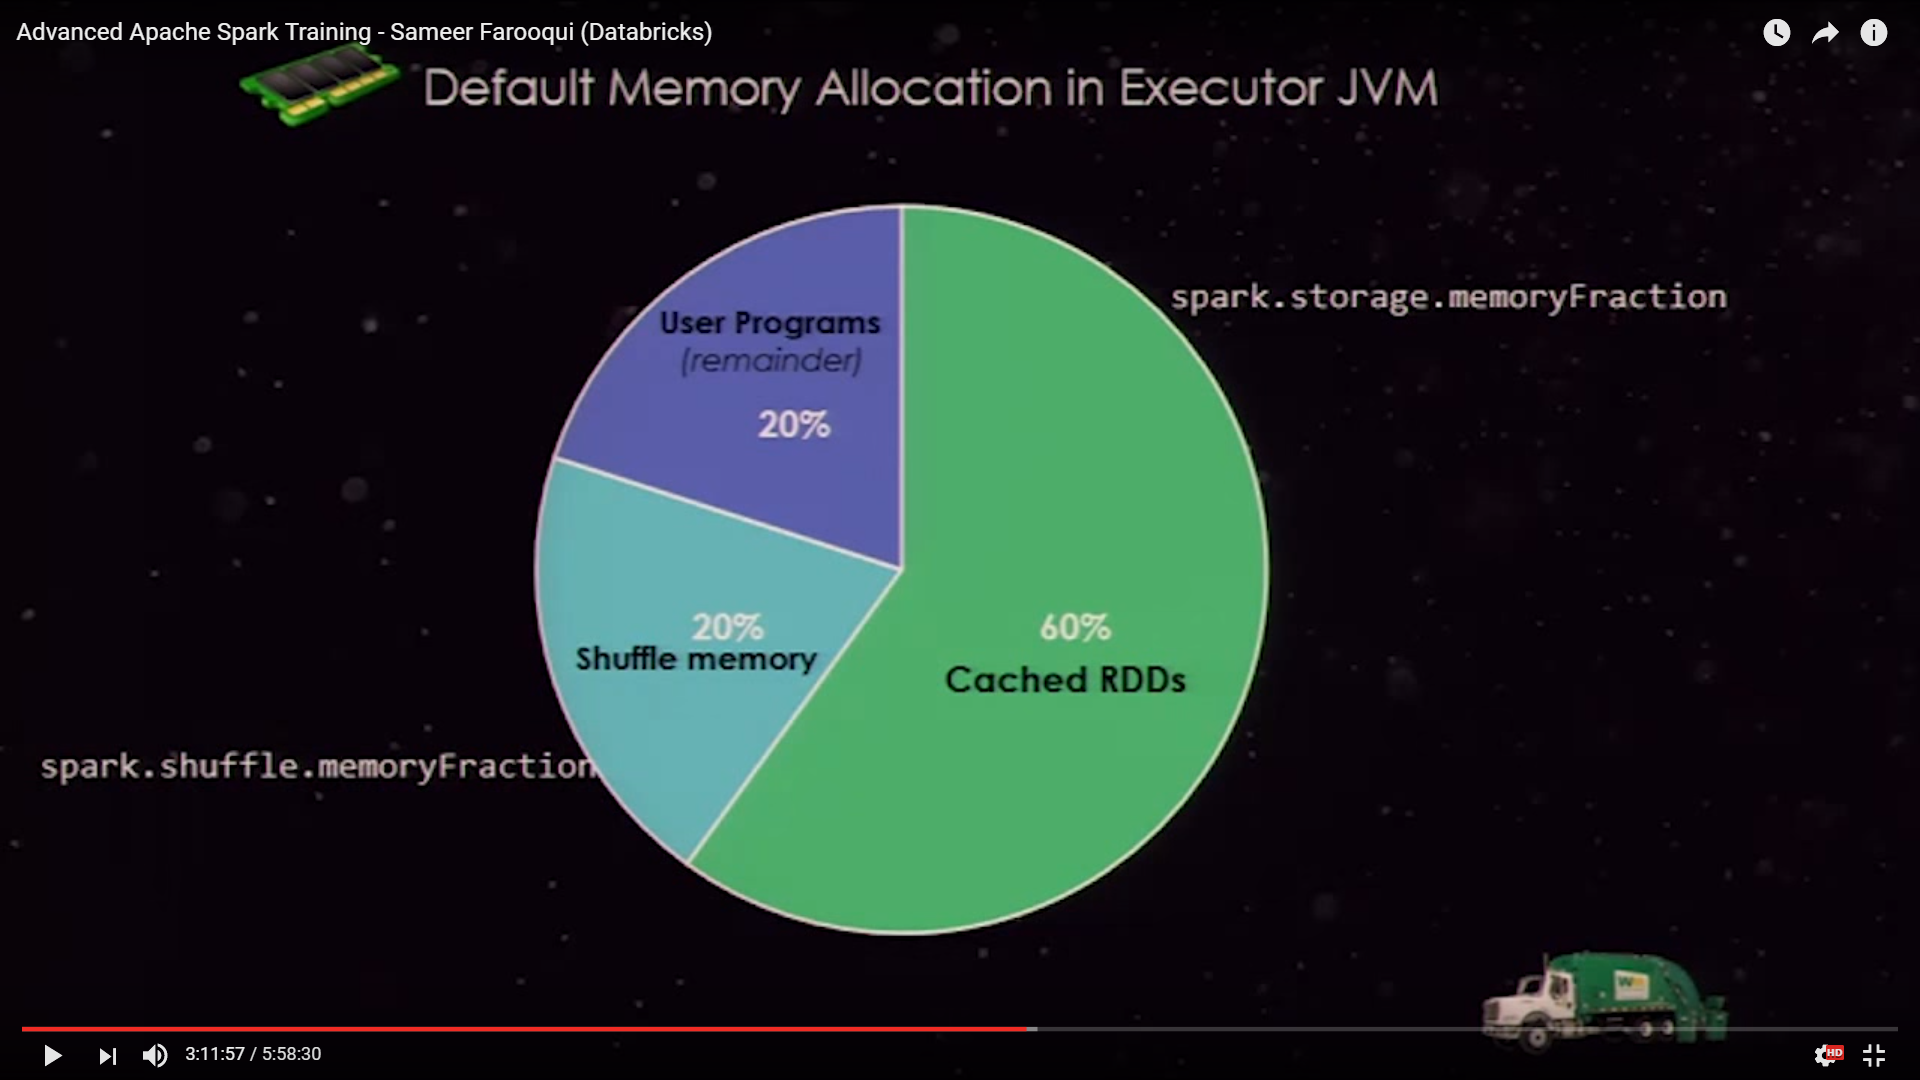 Advanced Apache Spark Training - Sameer Farooqui (Databricks)
Default Memory Allocation in Executor JVM
spark.storage.memoryFraction
User Programs
(remainder)
20%
20%
Shuffle memory
60%
Cached RDDs
spark.shuffle.memoryFraction
W
3:11:57 / 5:58:30
HD